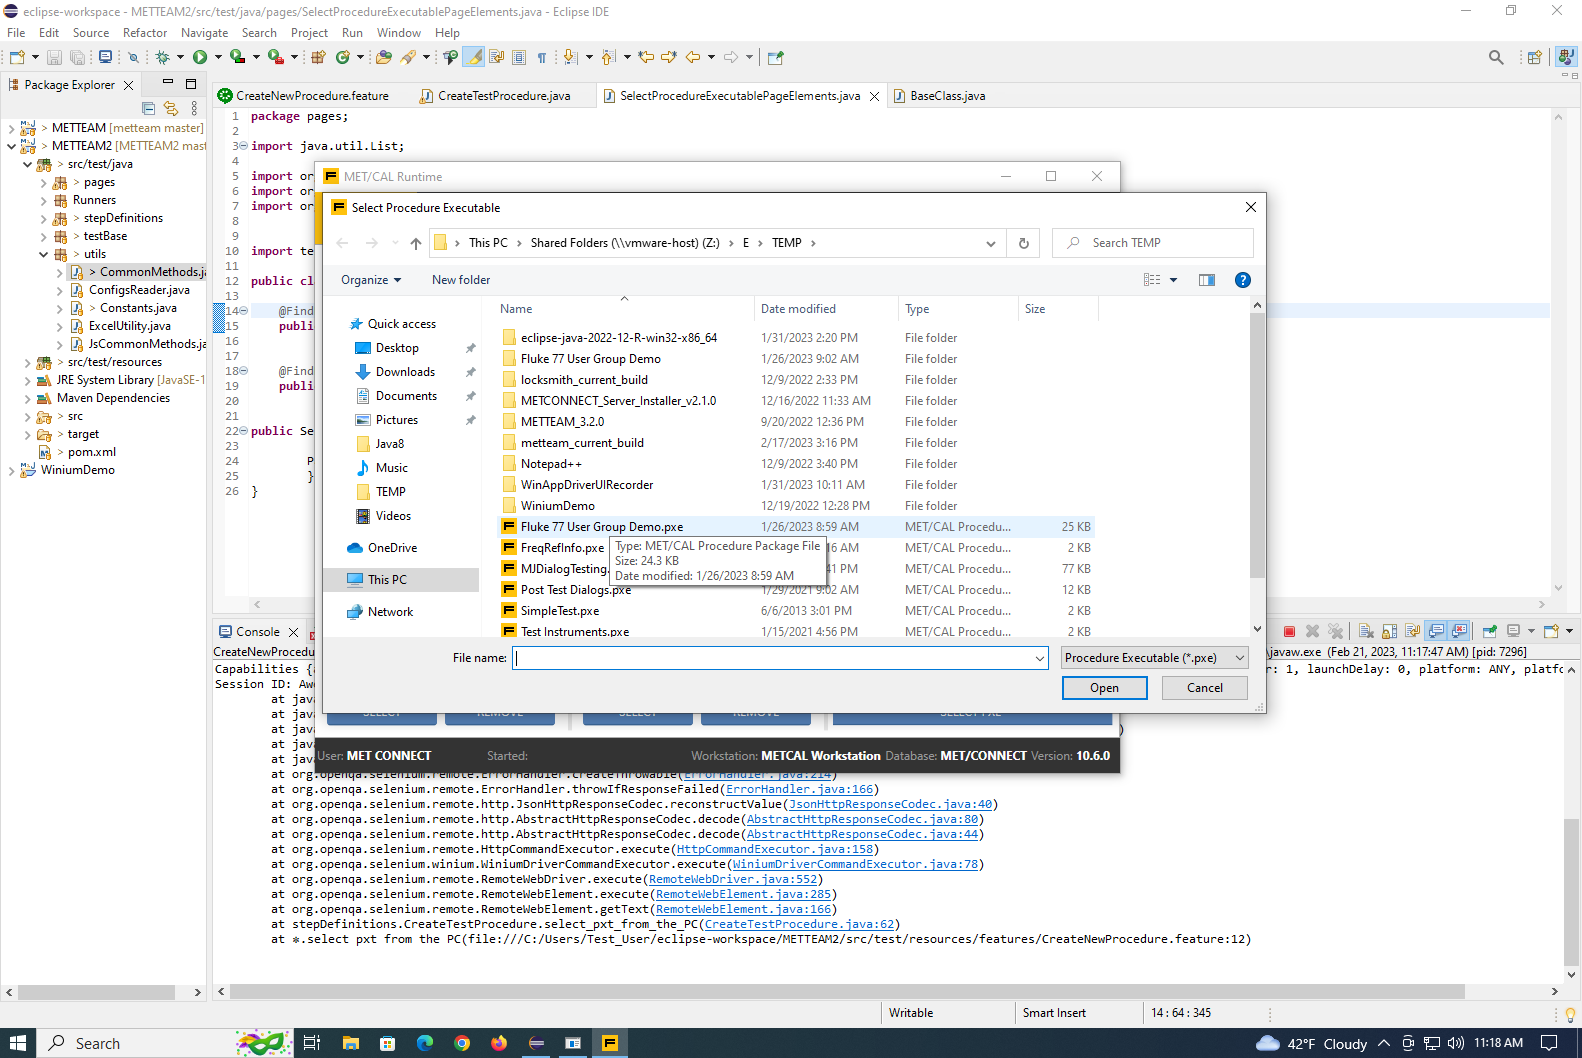 eclipse-workspace - METTEAM2/src/test/java/pages/SelectProcedureExecutablePageElements.java - Eclipse IDE
File Edit Source Refactor Navigate Search Project Run Window Help
Package Explorer
CreateNewProcedure.feature
CreateTestProcedure.java
SelectProcedureExecutablePageElements.java
BaseClass.java
> METTEAM [metteam master]
> METTEAM2 [METTEAM2 mast
> src/test/java
> pages
Runners
> stepDefinitions
> testBase
> utils
> CommonMethods.ja
ConfigsReader.java
> Constants.java
ExcelUtility.java
JsCommonMethods.ja
> src/test/resources
JRE System Library [JavaSE-1
Maven Dependencies
> src
> target
> pom.xml
WiniumDemo
1 package pages;
2
3 import java.util.List;
4
5 import or
6 import or
7 import or
8
9
10 import te
11
12 public cl
13
14 @Find
15 publi
16
17
18 @Find
19 publi
20
21
22 public Se
23
24 P
25 }
26 }
MET/CAL Runtime
Select Procedure Executable
This PC > Shared Folders (\\vmware-host) (Z:) > E > TEMP >
Search TEMP
Organize
New folder
Quick access
Desktop
Downloads
Documents
Pictures
Java8
Music
TEMP
Videos
OneDrive
This PC
Network
Name Date modified Type Size
eclipse-java-2022-12-R-win32-x86_64 1/31/2023 2:20 PM File folder
Fluke 77 User Group Demo 1/26/2023 9:02 AM File folder
locksmith_current_build 12/9/2022 2:33 PM File folder
METCONNECT_Server_Installer_v2.1.0 12/16/2022 11:33 AM File folder
METTEAM_3.2.0 9/20/2022 12:36 PM File folder
metteam_current_build 2/17/2023 3:16 PM File folder
Notepad++ 12/9/2022 3:40 PM File folder
WinAppDriverUIRecorder 1/31/2023 10:11 AM File folder
WiniumDemo 12/19/2022 12:28 PM File folder
Fluke 77 User Group Demo.pxe 1/26/2023 8:59 AM MET/CAL Procedu... 25 KB
FreqRefInfo.pxe 16 AM MET/CAL Procedu... 2 KB
MJDialogTesting. 41 PM MET/CAL Procedu... 77 KB
Post Test Dialogs.pxe 1/29/2021 9:02 AM MET/CAL Procedu... 12 KB
SimpleTest.pxe 6/6/2013 3:01 PM MET/CAL Procedu... 2 KB
Test Instruments.pxe 1/15/2021 4:56 PM MET/CAL Procedu... 2 KB
Type: MET/CAL Procedure Package File
Size: 24.3 KB
Date modified: 1/26/2023 8:59 AM
File name:
Procedure Executable (*.pxe)
Open
Cancel
SELECT REMOVE SELECT REMOVE SELECT PXE
User: MET CONNECT Started: Workstation: METCAL Workstation Database: MET/CONNECT Version: 10.6.0
Console
CreateNewProcedu
\javaw.exe (Feb 21, 2023, 11:17:47 AM) [pid: 7296]
Capabilities {a
r: 1, launchDelay: 0, platform: ANY, platfo
Session ID: Aw
at java
at java
at java
at java
at java
at org.openqa.selenium.remote.ErrorHandler.createThrowable(ErrorHandler.java:214)
at org.openqa.selenium.remote.ErrorHandler.throwIfResponseFailed(ErrorHandler.java:166)
at org.openqa.selenium.remote.http.JsonHttpResponseCodec.reconstructValue(JsonHttpResponseCodec.java:40)
at org.openqa.selenium.remote.http.AbstractHttpResponseCodec.decode(AbstractHttpResponseCodec.java:80)
at org.openqa.selenium.remote.http.AbstractHttpResponseCodec.decode(AbstractHttpResponseCodec.java:44)
at org.openqa.selenium.remote.HttpCommandExecutor.execute(HttpCommandExecutor.java:158)
at org.openqa.selenium.winium.WiniumDriverCommandExecutor.execute(WiniumDriverCommandExecutor.java:78)
at org.openqa.selenium.remote.RemoteWebDriver.execute(RemoteWebDriver.java:552)
at org.openqa.selenium.remote.RemoteWebElement.execute(RemoteWebElement.java:285)
at org.openqa.selenium.remote.RemoteWebElement.getText(RemoteWebElement.java:166)
at stepDefinitions.CreateTestProcedure.select_pxt_from_the_PC(CreateTestProcedure.java:62)
at *.select pxt from the PC(file:///C:/Users/Test_User/eclipse-workspace/METTEAM2/src/test/resources/features/CreateNewProcedure.feature:12)
Writable
Smart Insert
14 : 64 : 345
Search
42°F Cloudy
11:18 AM